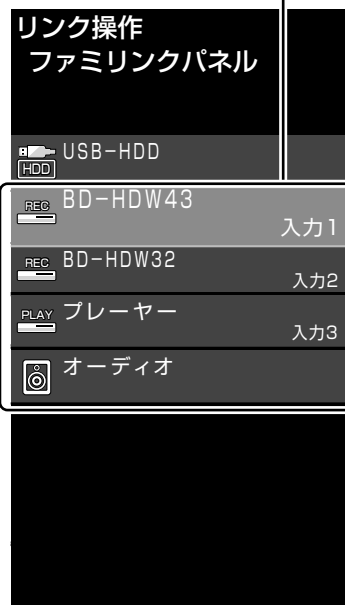 リンク操作
ファミリンクパネル
USB-HDD
HDD
REC BD-HDW43
入力1
REC BD-HDW32
入力2
PLAY プレーヤー
入力3
オーディオ